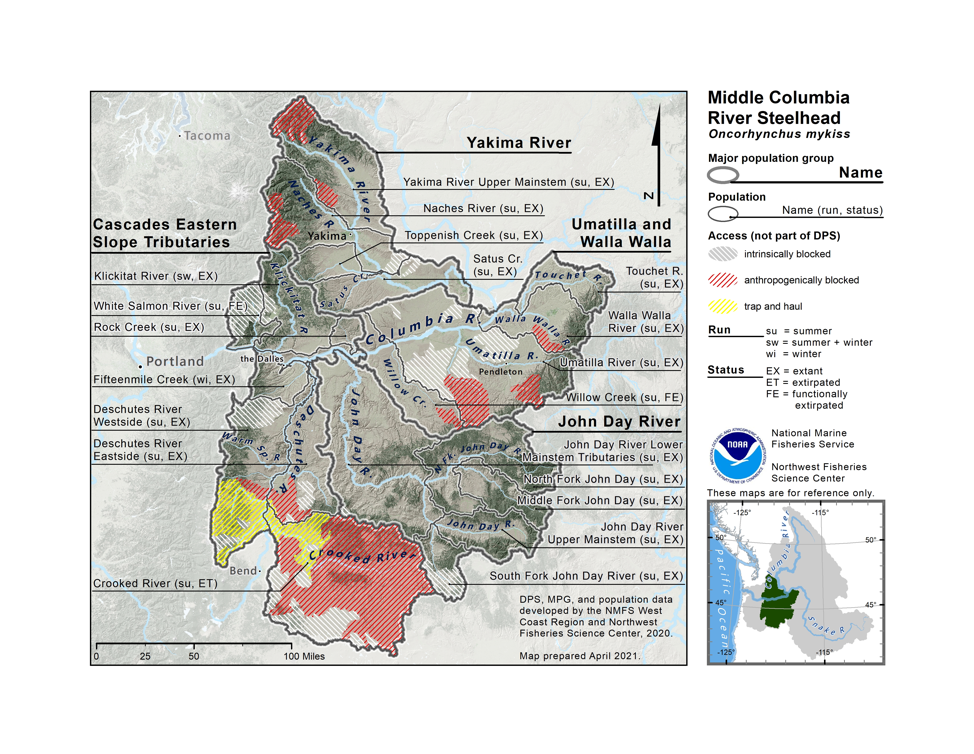 Middle Columbia
River Steelhead
Oncorhynchus mykiss
Major population group
Name
Population
Name (run, status)
Access (not part of DPS)
intrinsically blocked
anthropogenically blocked
trap and haul
Run
su = summer
sw = summer + winter
wi = winter
Status
EX = extant
ET = extirpated
FE = functionally
extirpated
NOAA
National Marine
Fisheries Service
Northwest Fisheries
Science Center
These maps are for reference only.
-125°
-115°
50°
50°
45°
45°
-125°
-115°
Columbia River
Pacific Ocean
Snake R.
Tacoma
Yakima River
Yakima River Upper Mainstem (su, EX)
Naches River (su, EX)
Toppenish Creek (su, EX)
Satus Cr.
(su, EX)
N
Umatilla and
Walla Walla
Touchet R.
(su, EX)
Walla Walla
River (su, EX)
Umatilla River (su, EX)
Willow Creek (su, FE)
John Day River
John Day River Lower
Mainstem Tributaries (su, EX)
North Fork John Day (su, EX)
Middle Fork John Day (su, EX)
John Day River
Upper Mainstem (su, EX)
South Fork John Day River (su, EX)
Cascades Eastern
Slope Tributaries
Klickitat River (sw, EX)
White Salmon River (su, FE)
Rock Creek (su, EX)
Portland
the Dalles
Fifteenmile Creek (wi, EX)
Deschutes River
Westside (su, EX)
Deschutes River
Eastside (su, EX)
Bend
Crooked River (su, ET)
Yakima River
Naches R.
Yakima
Satus Cr.
Klickitat R.
Touchet R.
Columbia R.
Walla Walla R.
Umatilla R.
Pendleton
Willow Cr.
John Day R.
Deschutes R.
Warm Sp. R.
N. Fk. John Day R.
John Day R.
Crooked River
DPS, MPG, and population data
developed by the NMFS West
Coast Region and Northwest
Fisheries Science Center, 2020.
Map prepared April 2021.
0 25 50 100 Miles